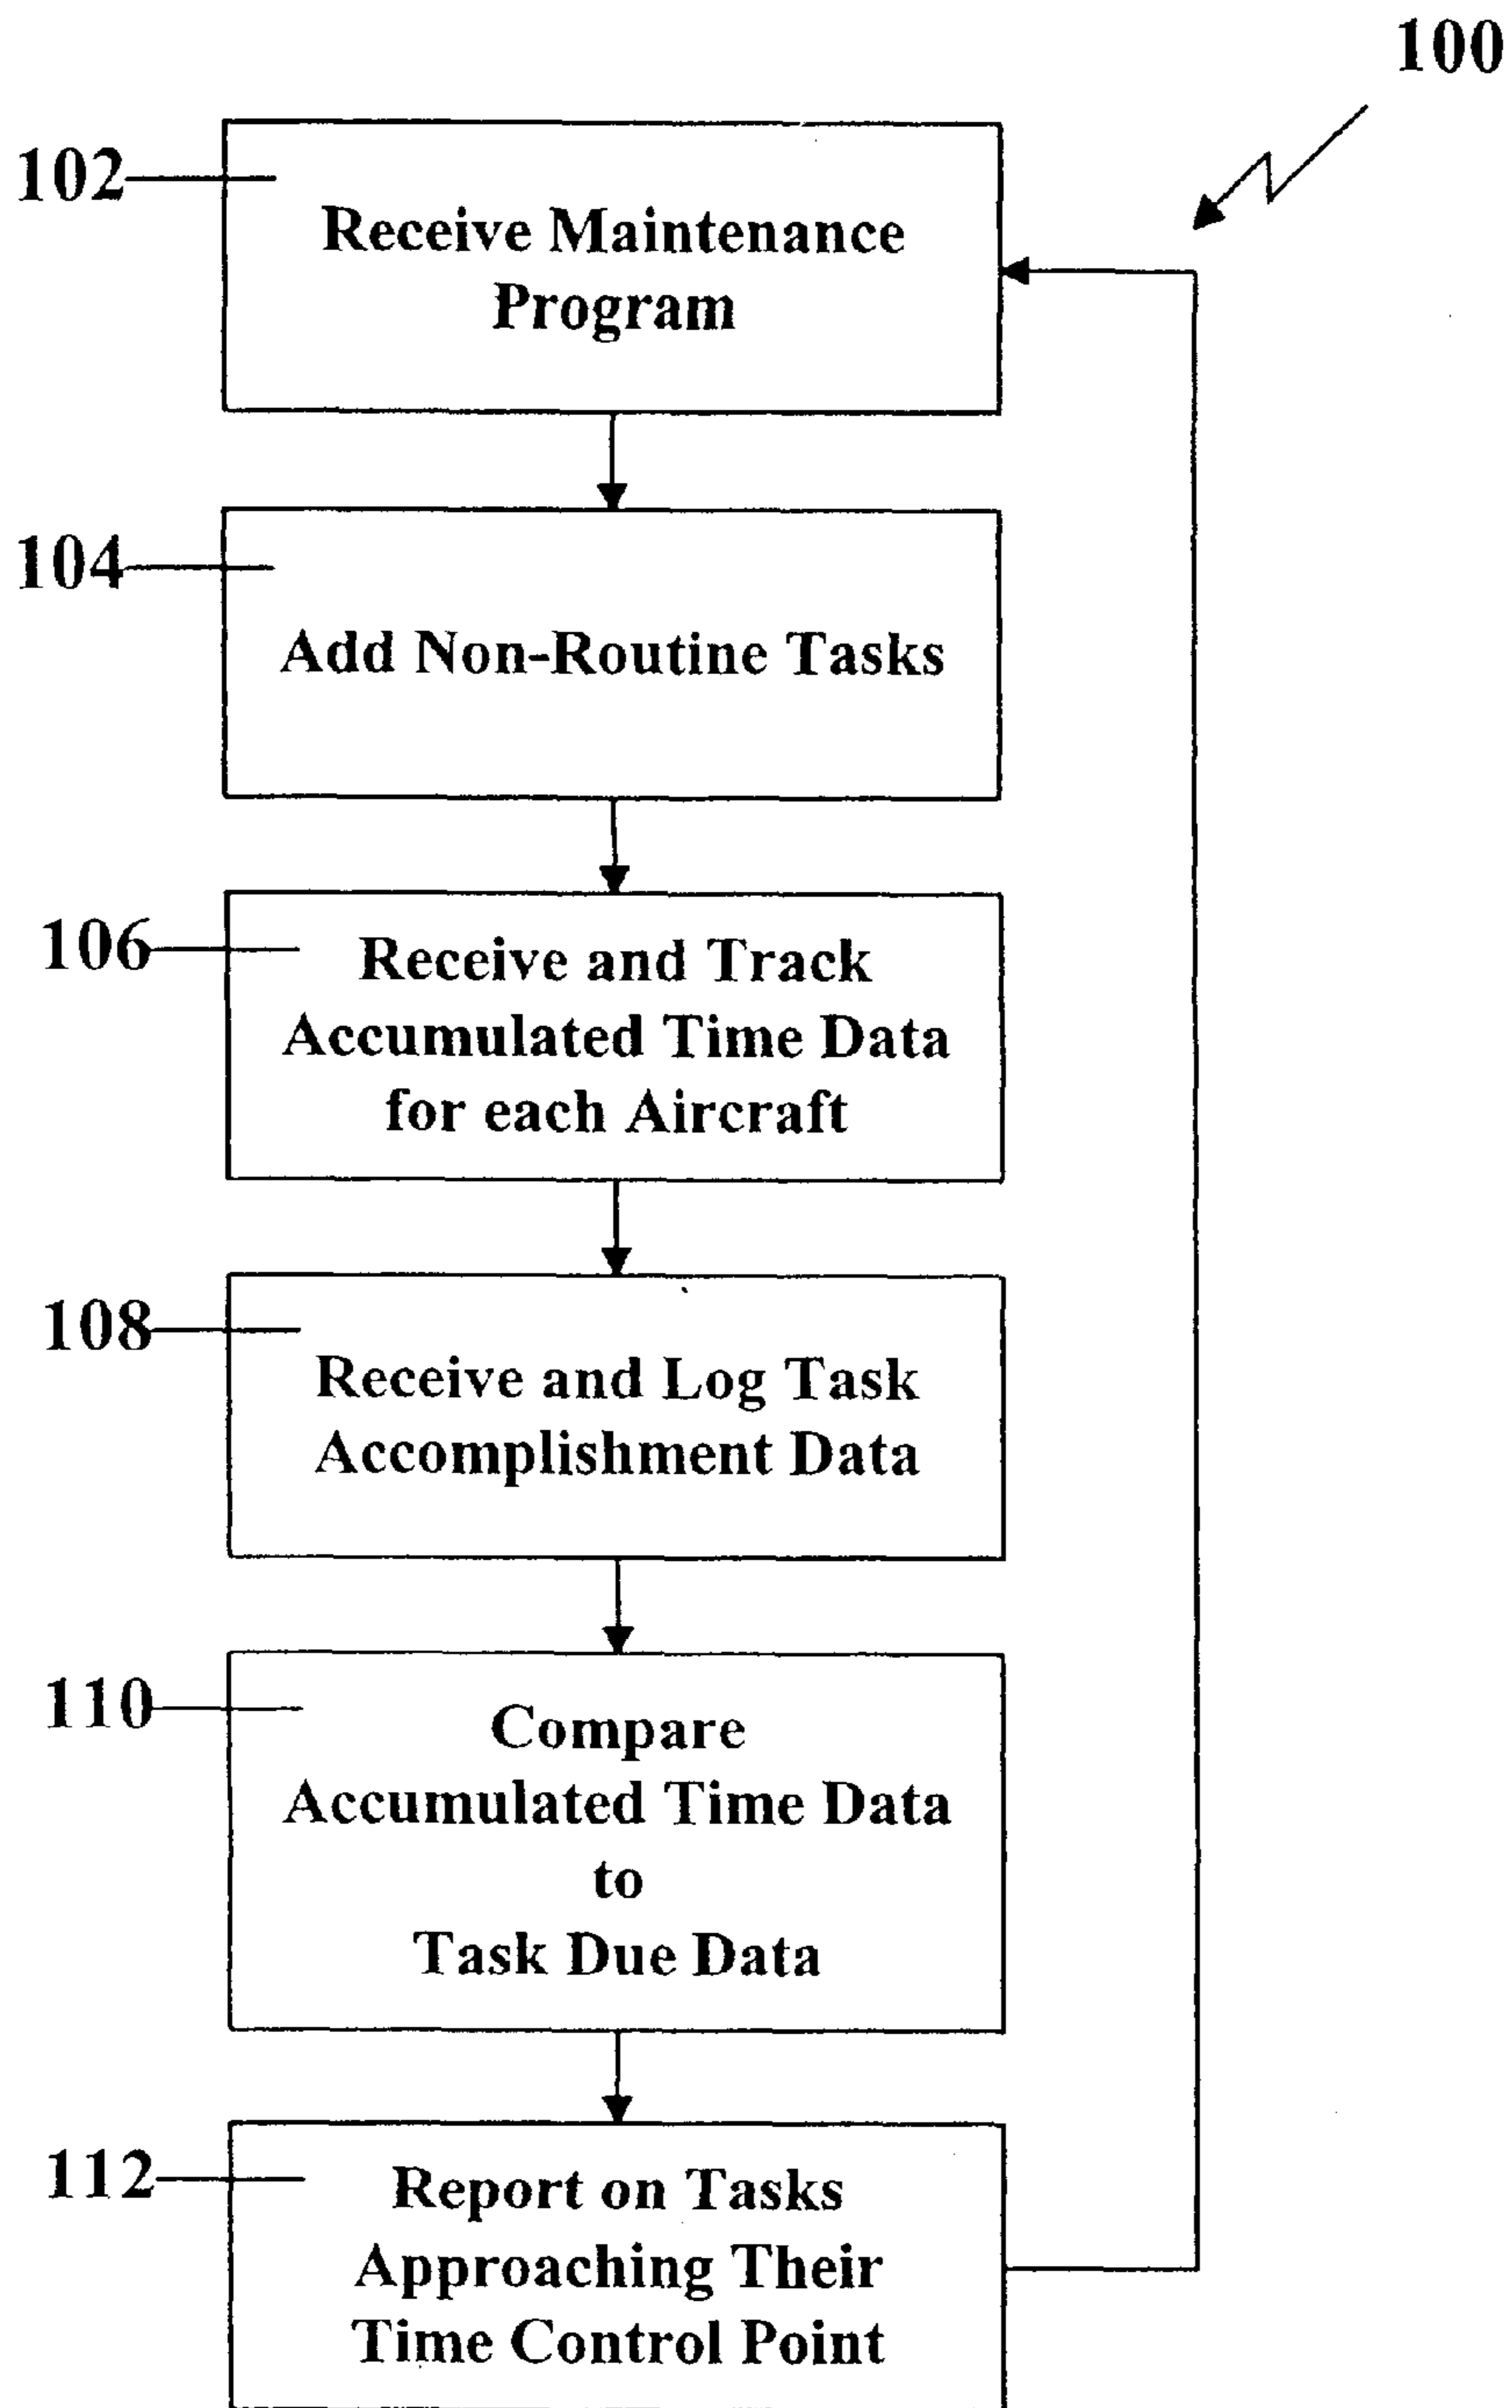 100
102
Receive Maintenance
Program
104
Add Non-Routine Tasks
106
Receive and Track
Accumulated Time Data
for each Aircraft
108
Receive and Log Task
Accomplishment Data
110
Compare
Accumulated Time Data
to
Task Due Data
112
Report on Tasks
Approaching Their
Time Control Point